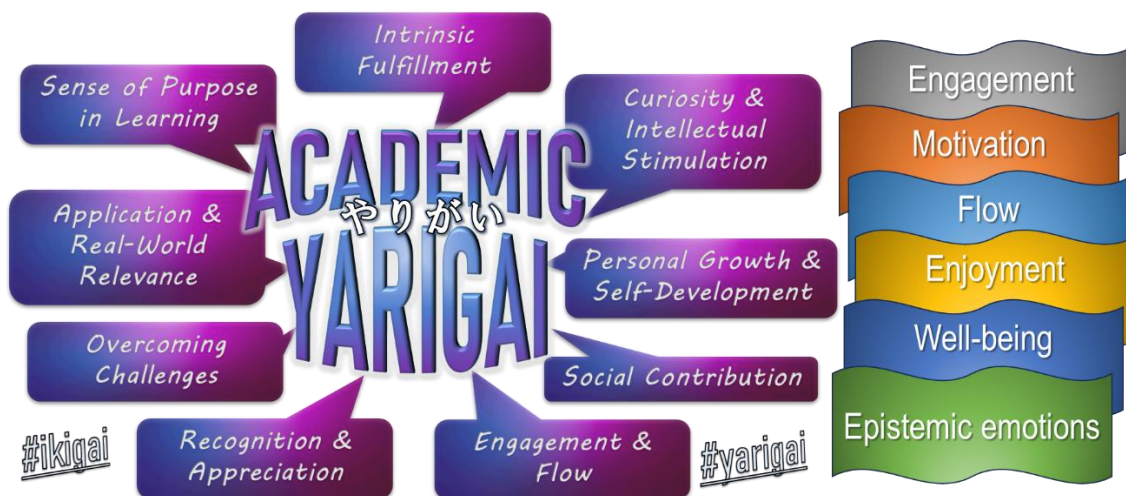 Intrinsic
Fulfillment
Sense of Purpose
in Learning
Curiosity &
Intellectual
Stimulation
ACADEMIC
やりがい
YARIGAI
Application &
Real-World
Relevance
Personal Growth &
Self-Development
Overcoming
Challenges
Social Contribution
Recognition &
Appreciation
Engagement &
Flow
#ikigai
#yarigai
Engagement
Motivation
Flow
Enjoyment
Well-being
Epistemic emotions